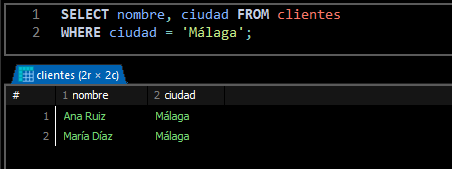 1 SELECT nombre, ciudad FROM clientes
2 WHERE ciudad = 'Málaga';
clientes (2r × 2c)
# 1 nombre 2 ciudad
1 Ana Ruiz Málaga
2 María Díaz Málaga